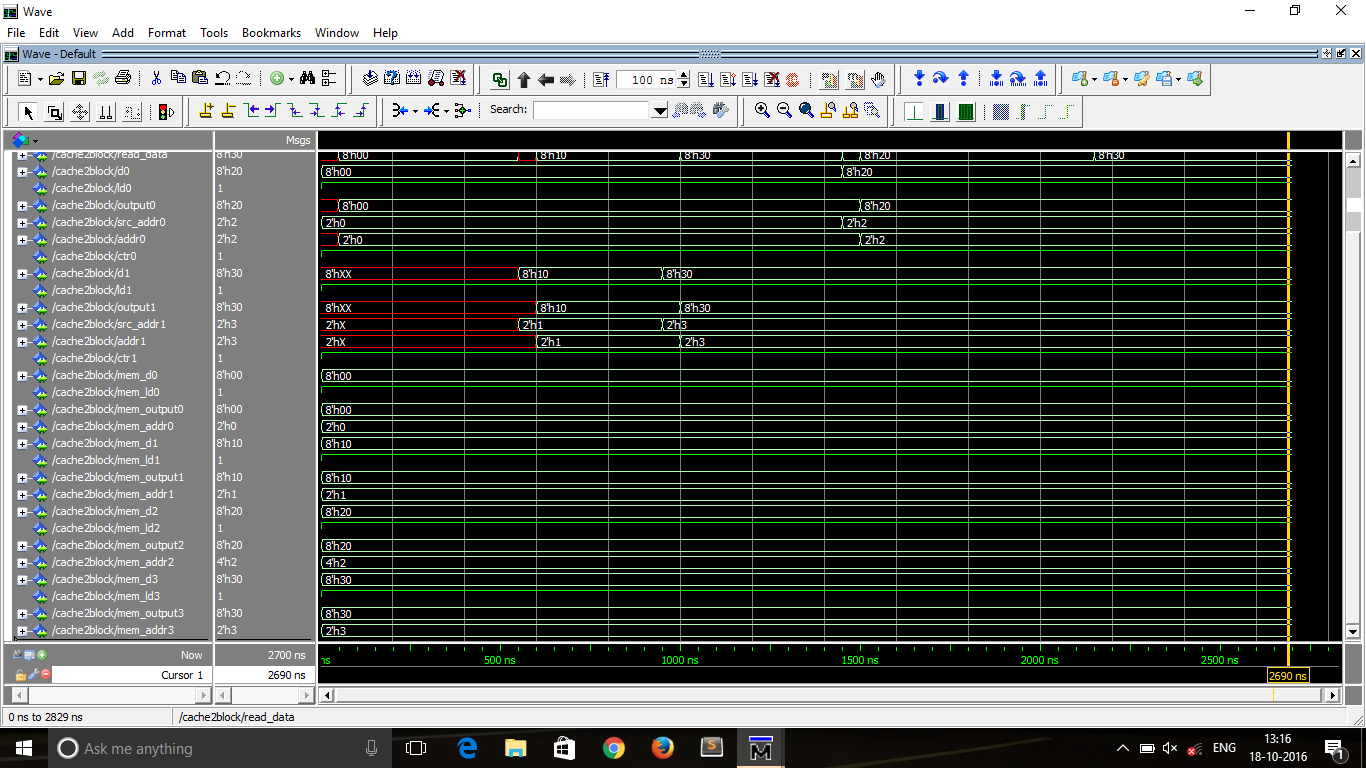 Wave
File Edit View Add Format Tools Bookmarks Window Help
Wave - Default
100 ns
Search:
Msgs
/cache2block/read_data 8'h30 8'h00 8'h10 8'h30 8'h20 8'h30
/cache2block/d0 8'h20 8'h00 8'h20
/cache2block/ld0 1
/cache2block/output0 8'h20 8'h00 8'h20
/cache2block/src_addr0 2'h2 2'h0 2'h2
/cache2block/addr0 2'h2 2'h0 2'h2
/cache2block/ctr0 1
/cache2block/d1 8'h30 8'hXX 8'h10 8'h30
/cache2block/ld1 1
/cache2block/output1 8'h30 8'hXX 8'h10 8'h30
/cache2block/src_addr1 2'h3 2'hX 2'h1 2'h3
/cache2block/addr1 2'h3 2'hX 2'h1 2'h3
/cache2block/ctr1 1
/cache2block/mem_d0 8'h00 8'h00
/cache2block/mem_ld0 1
/cache2block/mem_output0 8'h00 8'h00
/cache2block/mem_addr0 2'h0 2'h0
/cache2block/mem_d1 8'h10 8'h10
/cache2block/mem_ld1 1
/cache2block/mem_output1 8'h10 8'h10
/cache2block/mem_addr1 2'h1 2'h1
/cache2block/mem_d2 8'h20 8'h20
/cache2block/mem_ld2 1
/cache2block/mem_output2 8'h20 8'h20
/cache2block/mem_addr2 4'h2 4'h2
/cache2block/mem_d3 8'h30 8'h30
/cache2block/mem_ld3 1
/cache2block/mem_output3 8'h30 8'h30
/cache2block/mem_addr3 2'h3 2'h3
Now 2700 ns ns 500 ns 1000 ns 1500 ns 2000 ns 2500 ns
Cursor 1 2690 ns 2690 ns
0 ns to 2829 ns /cache2block/read_data
Ask me anything
ENG
13:16
18-10-2016
1